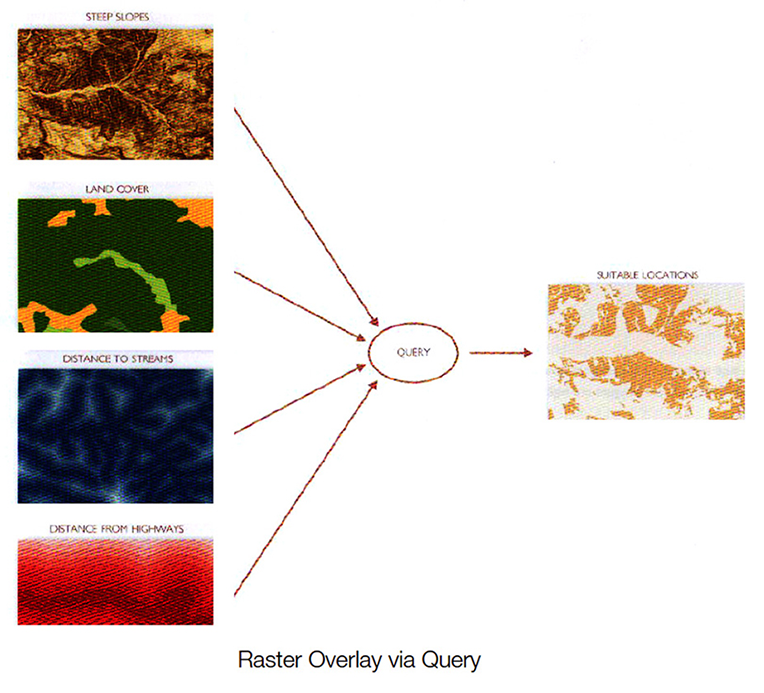 STEEP SLOPES
LAND COVER
DISTANCE TO STREAMS
DISTANCE FROM HIGHWAYS
QUERY
SUITABLE LOCATIONS
Raster Overlay via Query